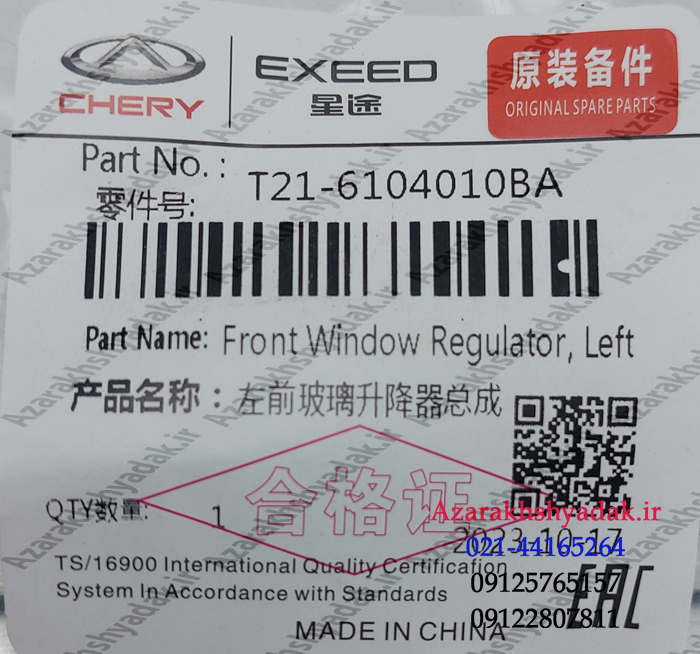 CHERY
EXEED
星途
原装备件
ORIGINAL SPARE PARTS
Part No.:
零件号:
T21-6104010BA
Part Name: Front Window Regulator, Left
产品名称：左前玻璃升降器总成
合格证
QTY数量: 1
Azarakhshyadak.ir
2023-10-17
021-44165264
TS/16900 International Quality Certification
09125765157
System In Accordance with Standards
EAC
09122807811
MADE IN CHINA